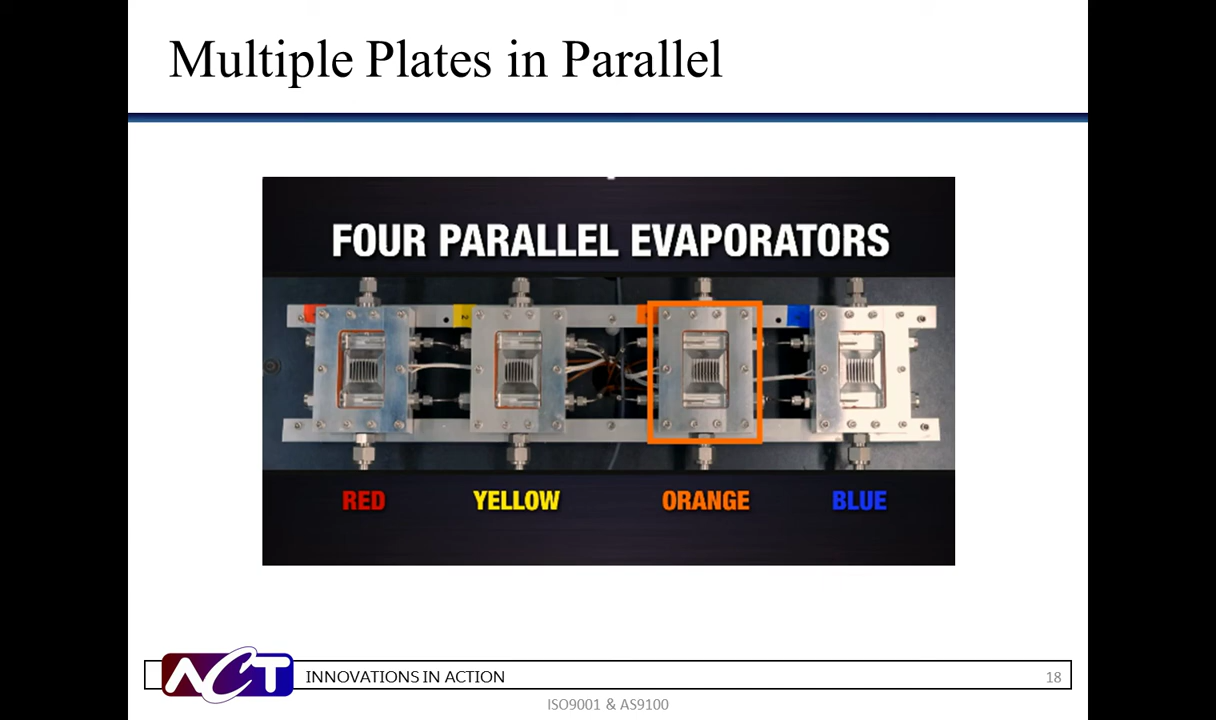 Multiple Plates in Parallel
FOUR PARALLEL EVAPORATORS
RED YELLOW ORANGE BLUE
ACT INNOVATIONS IN ACTION 18
ISO9001 & AS9100